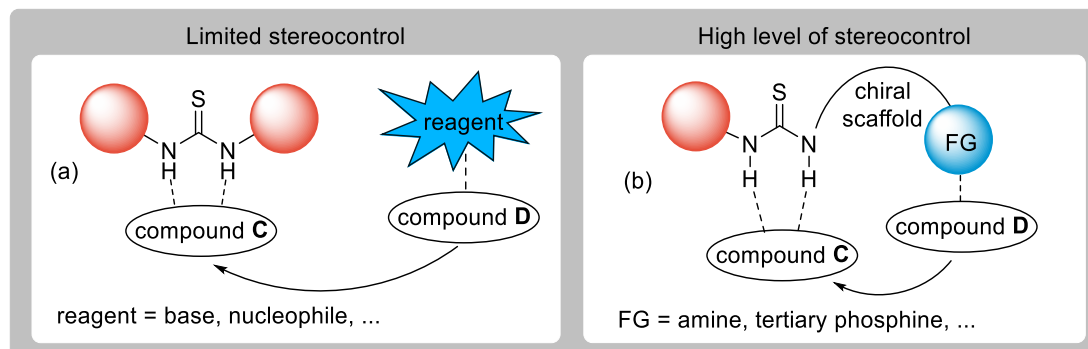 Limited stereocontrol
High level of stereocontrol
(a)
S
N
H
N
H
reagent
compound C
compound D
reagent = base, nucleophile, ...
(b)
S
N
H
N
H
chiral
scaffold
FG
compound C
compound D
FG = amine, tertiary phosphine, ...